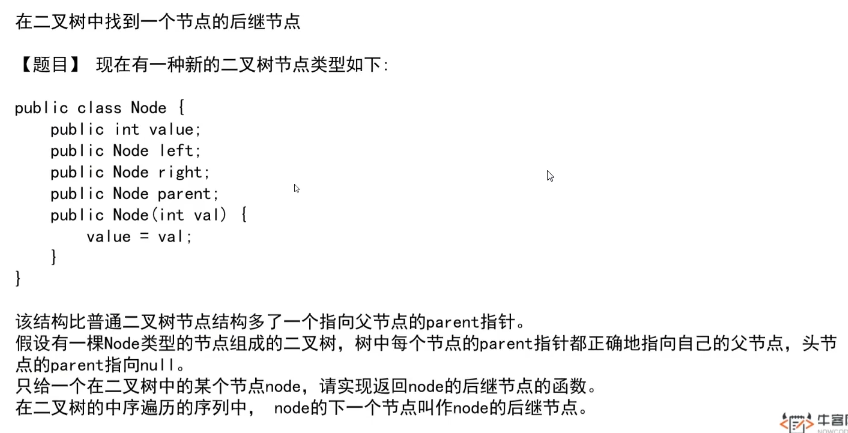 在二叉树中找到一个节点的后继节点
【题目】 现在有一种新的二叉树节点类型如下:
public class Node {
public int value;
public Node left;
public Node right;
public Node parent;
public Node(int val) {
value = val;
}
}
该结构比普通二叉树节点结构多了一个指向父节点的parent指针。
假设有一棵Node类型的节点组成的二叉树，树中每个节点的parent指针都正确地指向自己的父节点，头节
点的parent指向null。
只给一个在二叉树中的某个节点node，请实现返回node的后继节点的函数。
在二叉树的中序遍历的序列中， node的下一个节点叫作node的后继节点。
牛客